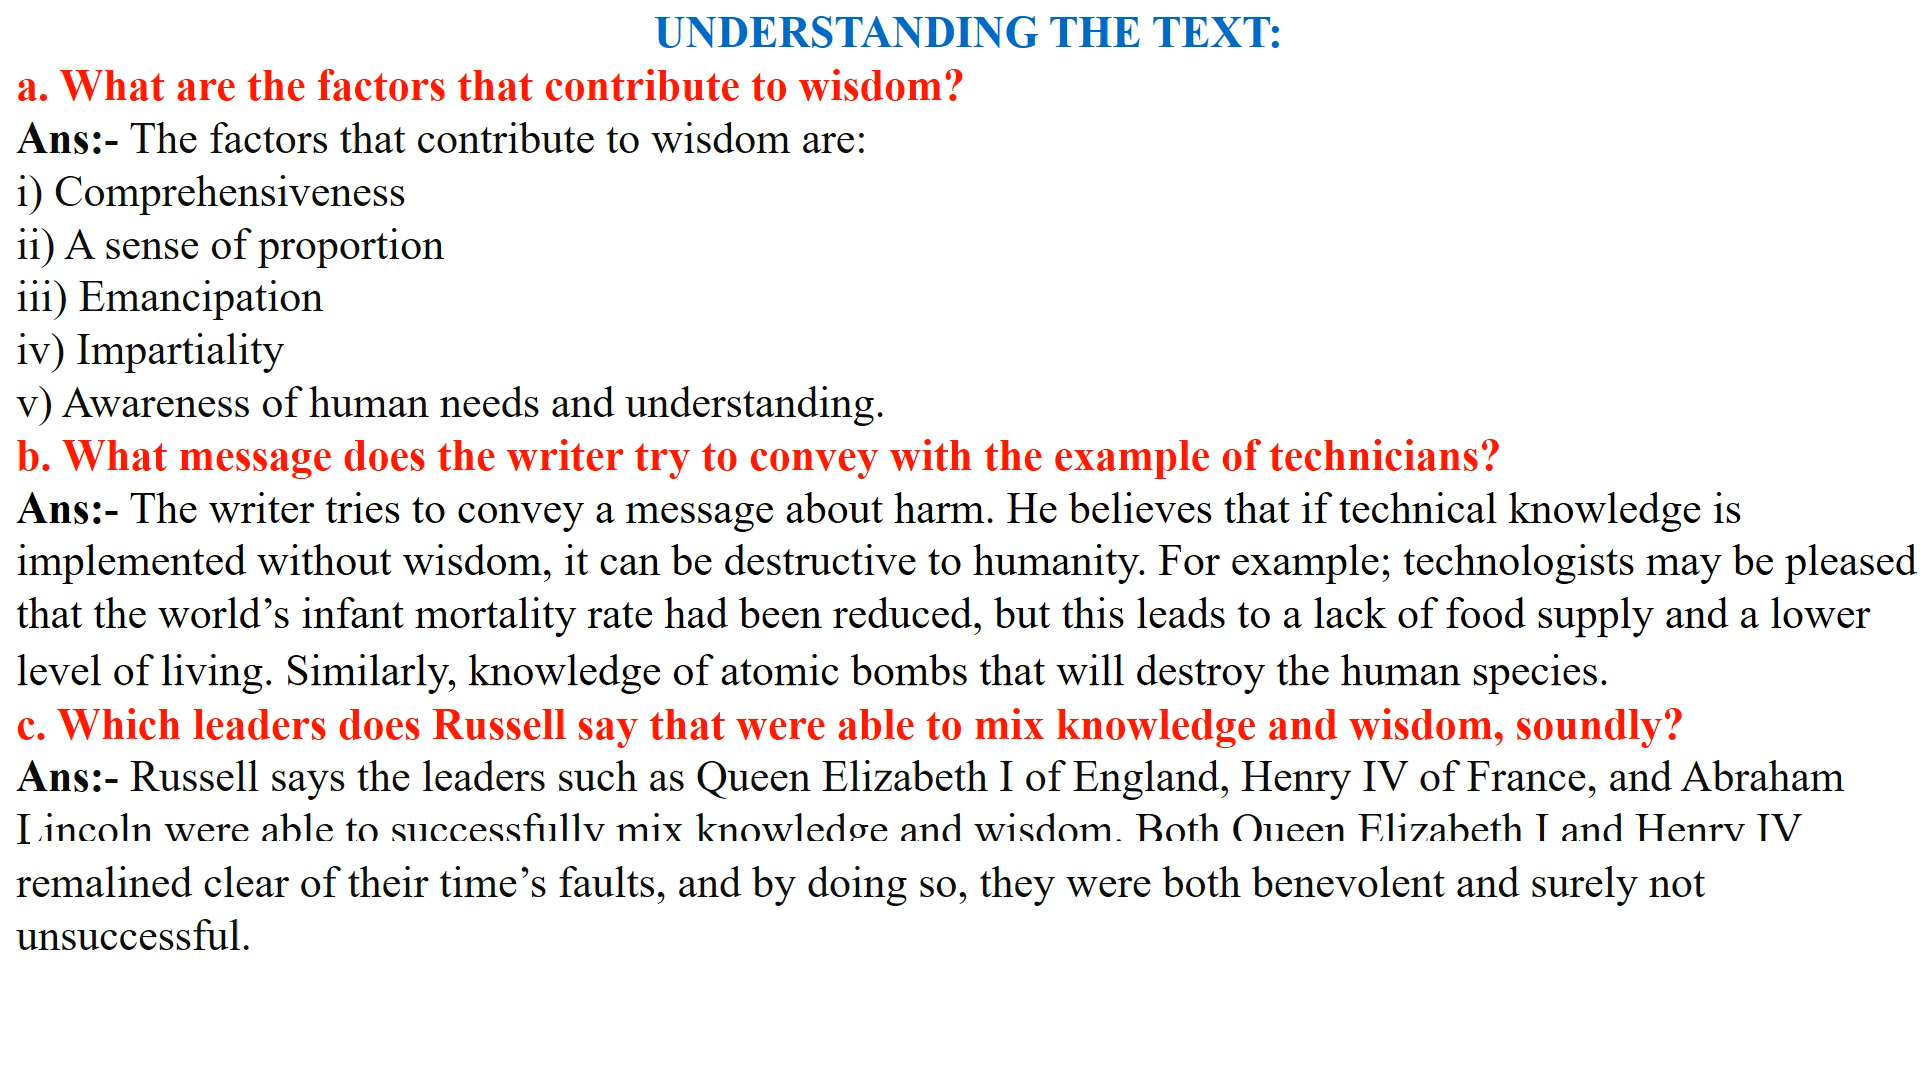 UNDERSTANDING THE TEXT:
a. What are the factors that contribute to wisdom?
Ans:- The factors that contribute to wisdom are:
i) Comprehensiveness
ii) A sense of proportion
iii) Emancipation
iv) Impartiality
v) Awareness of human needs and understanding.
b. What message does the writer try to convey with the example of technicians?
Ans:- The writer tries to convey a message about harm. He believes that if technical knowledge is
implemented without wisdom, it can be destructive to humanity. For example; technologists may be pleased
that the world’s infant mortality rate had been reduced, but this leads to a lack of food supply and a lower
level of living. Similarly, knowledge of atomic bombs that will destroy the human species.
c. Which leaders does Russell say that were able to mix knowledge and wisdom, soundly?
Ans:- Russell says the leaders such as Queen Elizabeth I of England, Henry IV of France, and Abraham
Lincoln were able to successfully mix knowledge and wisdom. Both Queen Elizabeth I and Henry IV
remalined clear of their time’s faults, and by doing so, they were both benevolent and surely not
unsuccessful.